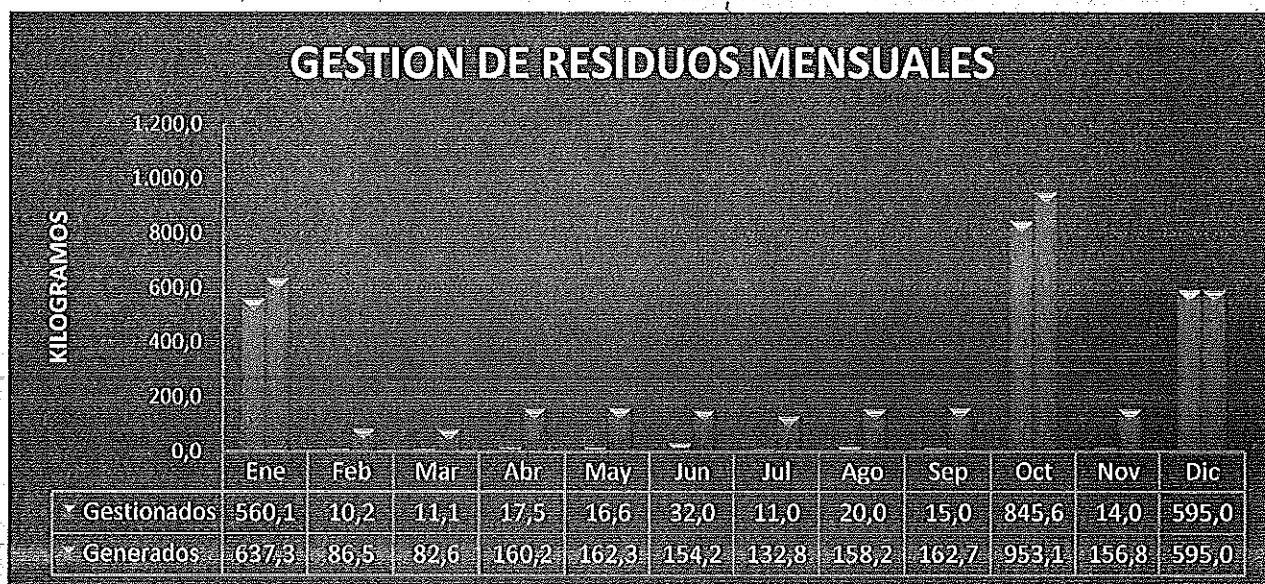 GESTION DE RESIDUOS MENSUALES
KILOGRAMOS
1.200,0
1.000,0
800,0
600,0
400,0
200,0
0,0
Ene Feb Mar Abr May Jun Jul Ago Sep Oct Nov Dic
Gestionados 560,1 10,2 11,1 17,5 16,6 32,0 11,0 20,0 15,0 845,6 14,0 595,0
Generados 637,3 86,5 82,6 160,2 162,3 154,2 132,8 158,2 162,7 953,1 156,8 595,0